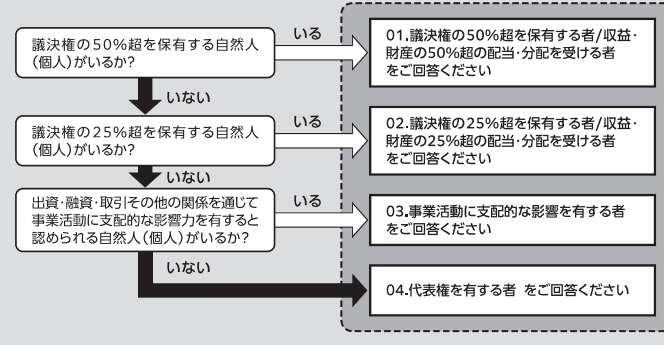 議決権の50%超を保有する自然人
(個人)がいるか?
いる
01.議決権の50%超を保有する者/収益・
財産の50%超の配当・分配を受ける者
をご回答ください
いない
議決権の25%超を保有する自然人
(個人)がいるか?
いる
02.議決権の25%超を保有する者/収益・
財産の25%超の配当・分配を受ける者
をご回答ください
いない
出資・融資・取引その他の関係を通じて
事業活動に支配的な影響力を有すると
認められる自然人(個人)がいるか?
いる
03.事業活動に支配的な影響を有する者
をご回答ください
いない
04.代表権を有する者 をご回答ください